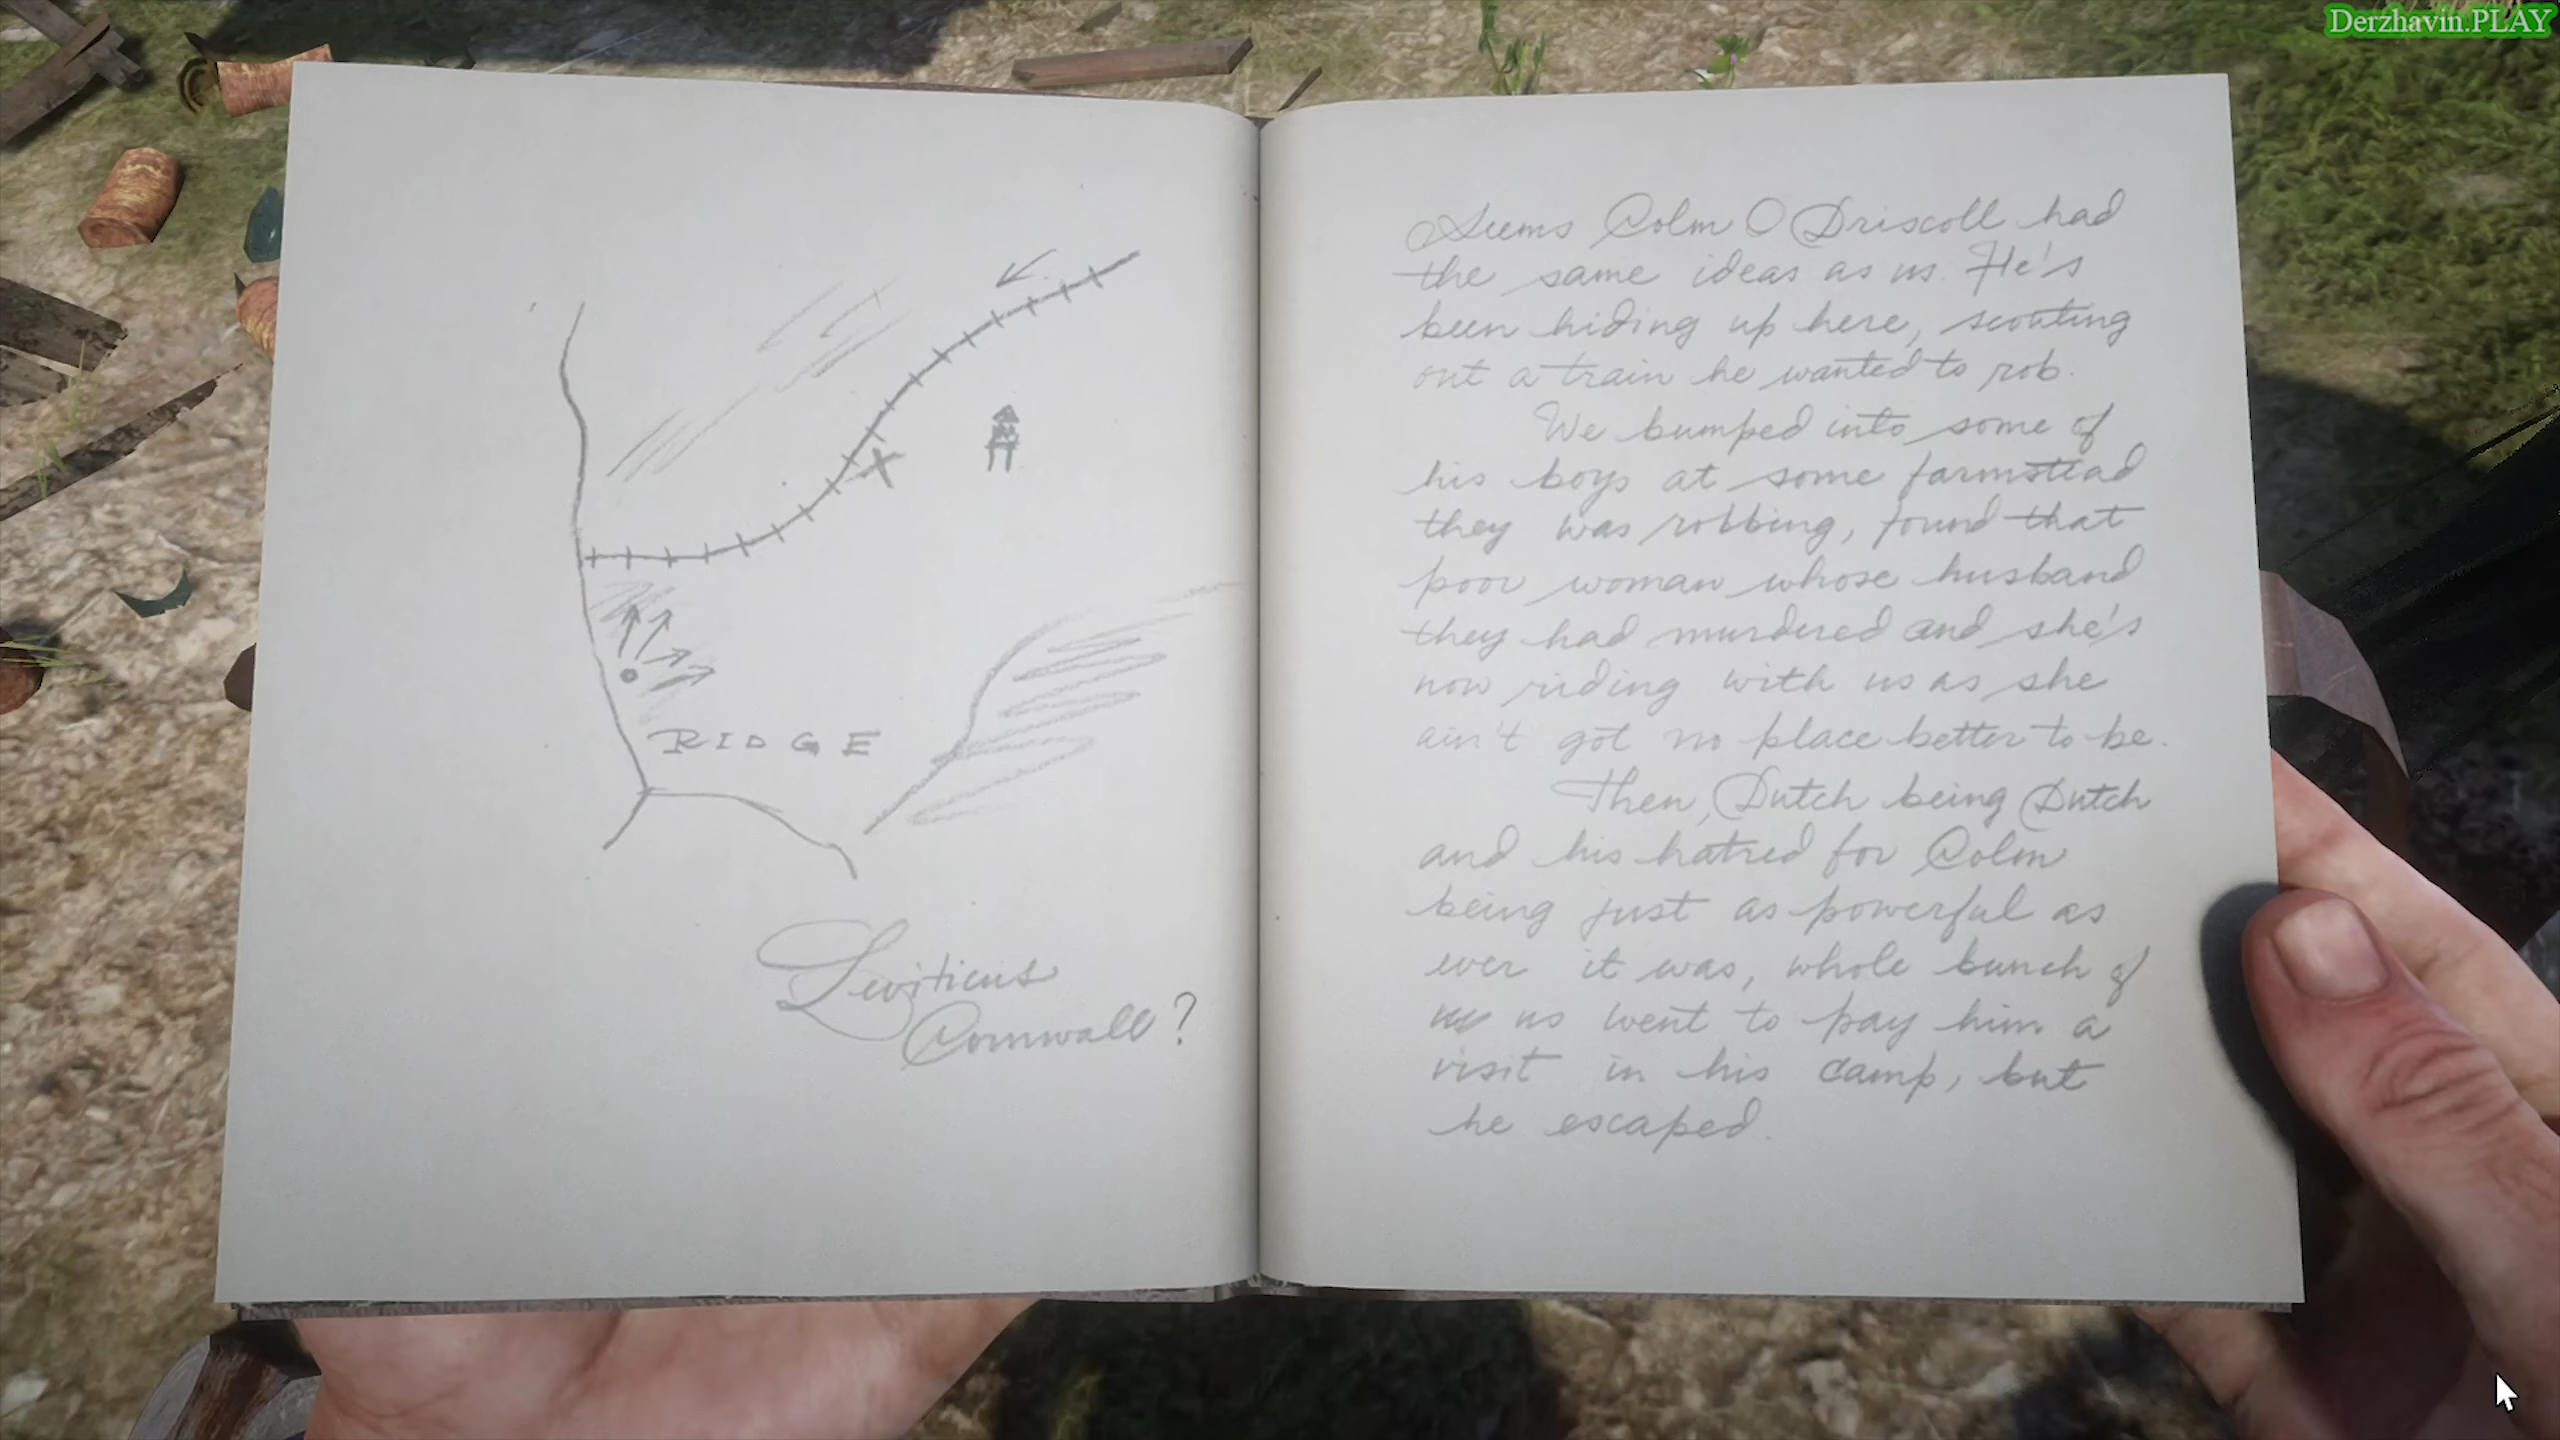 Derzhavin.PLAY
RIDGE
Leviticus
Cornwall?
Seems Colm O Driscoll had
the same ideas as us. He's
been hiding up here, scouting
out a train he wanted to rob.
We bumped into some of
his boys at some farmstead
they was robbing, found that
poor woman whose husband
they had murdered and she's
now riding with us as she
ain't got no place better to be.
Then, Dutch being Dutch
and his hatred for Colm
being just as powerful as
ever it was, whole bunch of
us went to pay him a
visit in his camp, but
he escaped.